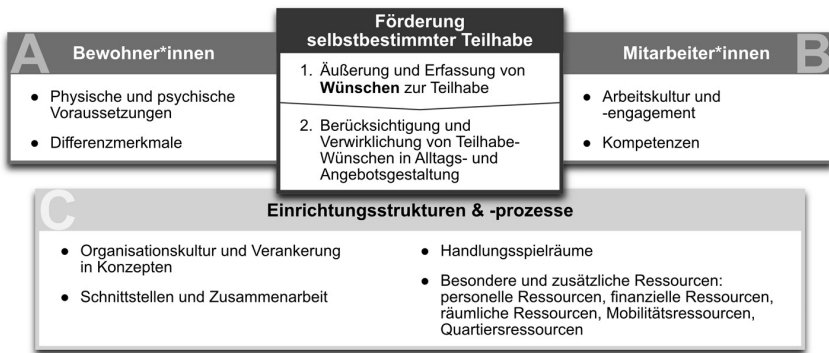 Förderung
selbstbestimmter Teilhabe
1. Äußerung und Erfassung von
Wünschen zur Teilhabe
2. Berücksichtigung und
Verwirklichung von Teilhabe-
Wünschen in Alltags- und
Angebotsgestaltung
A
Bewohner*innen
● Physische und psychische
Voraussetzungen
● Differenzmerkmale
Mitarbeiter*innen
B
● Arbeitskultur und
-engagement
● Kompetenzen
C
Einrichtungsstrukturen & -prozesse
● Organisationskultur und Verankerung
in Konzepten
● Schnittstellen und Zusammenarbeit
● Handlungsspielräume
● Besondere und zusätzliche Ressourcen:
personelle Ressourcen, finanzielle Ressourcen,
räumliche Ressourcen, Mobilitätsressourcen,
Quartiersressourcen